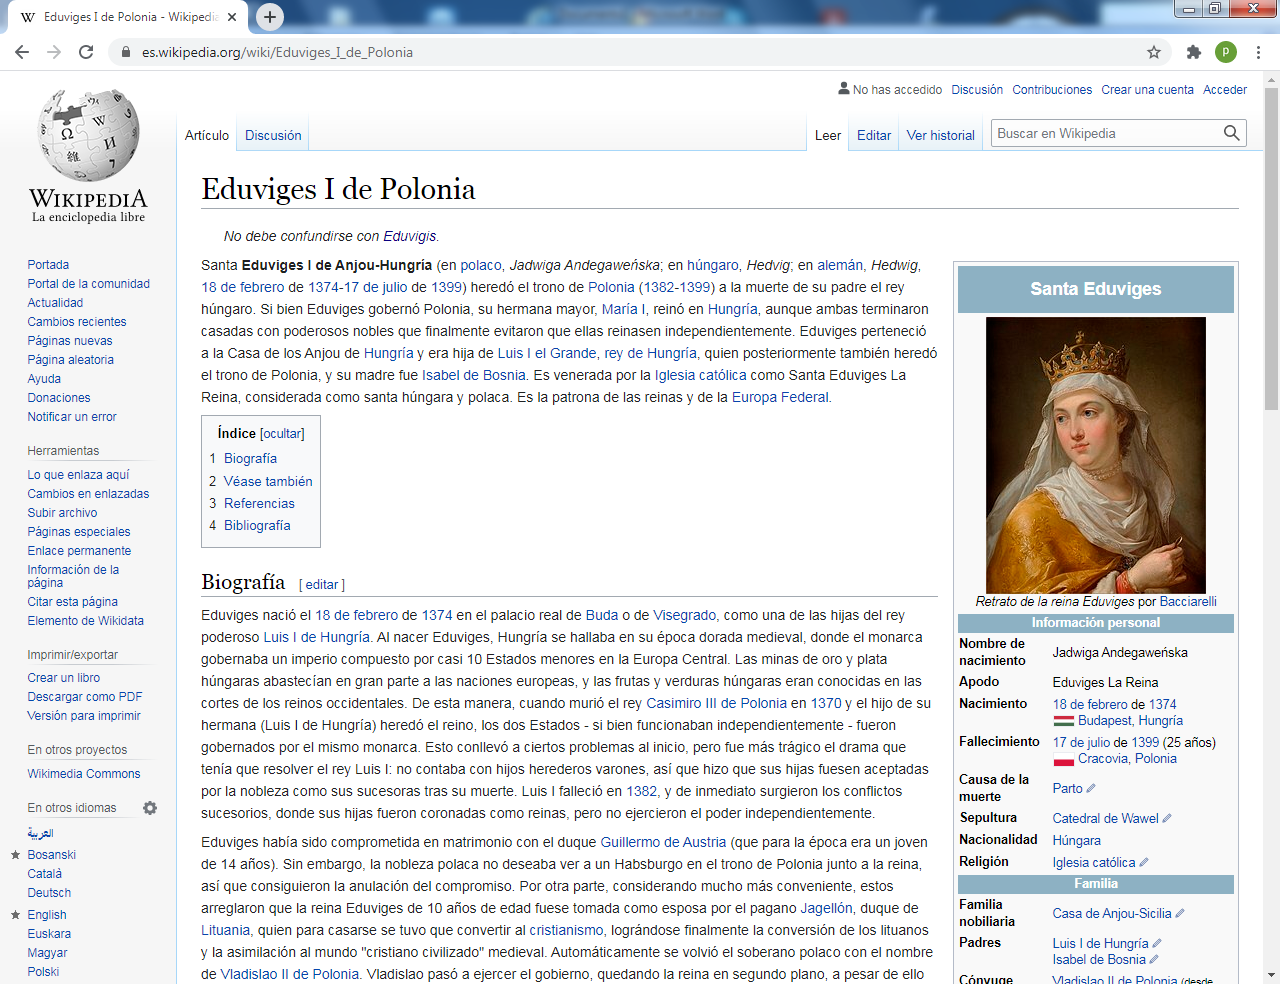 Eduviges I de Polonia - Wikipedia
es.wikipedia.org/wiki/Eduviges_I_de_Polonia
p
No has accedido Discusión Contribuciones Crear una cuenta Acceder
Artículo Discusión Leer Editar Ver historial Buscar en Wikipedia
WIKIPEDIA
La enciclopedia libre
Portada
Portal de la comunidad
Actualidad
Cambios recientes
Páginas nuevas
Página aleatoria
Ayuda
Donaciones
Notificar un error
Herramientas
Lo que enlaza aquí
Cambios en enlazadas
Subir archivo
Páginas especiales
Enlace permanente
Información de la
página
Citar esta página
Elemento de Wikidata
Imprimir/exportar
Crear un libro
Descargar como PDF
Versión para imprimir
En otros proyectos
Wikimedia Commons
En otros idiomas
العربية
Bosanski
Català
Deutsch
English
Euskara
Magyar
Polski
Eduviges I de Polonia
No debe confundirse con Eduvigis.
Santa Eduviges I de Anjou-Hungría (en polaco, Jadwiga Andegaweńska; en húngaro, Hedvig; en alemán, Hedwig,
18 de febrero de 1374-17 de julio de 1399) heredó el trono de Polonia (1382-1399) a la muerte de su padre el rey
húngaro. Si bien Eduviges gobernó Polonia, su hermana mayor, María I, reinó en Hungría, aunque ambas terminaron
casadas con poderosos nobles que finalmente evitaron que ellas reinasen independientemente. Eduviges perteneció
a la Casa de los Anjou de Hungría y era hija de Luis I el Grande, rey de Hungría, quien posteriormente también heredó
el trono de Polonia, y su madre fue Isabel de Bosnia. Es venerada por la Iglesia católica como Santa Eduviges La
Reina, considerada como santa húngara y polaca. Es la patrona de las reinas y de la Europa Federal.
Índice [ocultar]
1 Biografía
2 Véase también
3 Referencias
4 Bibliografía
Biografía [ editar ]
Eduviges nació el 18 de febrero de 1374 en el palacio real de Buda o de Visegrado, como una de las hijas del rey
poderoso Luis I de Hungría. Al nacer Eduviges, Hungría se hallaba en su época dorada medieval, donde el monarca
gobernaba un imperio compuesto por casi 10 Estados menores en la Europa Central. Las minas de oro y plata
húngaras abastecían en gran parte a las naciones europeas, y las frutas y verduras húngaras eran conocidas en las
cortes de los reinos occidentales. De esta manera, cuando murió el rey Casimiro III de Polonia en 1370 y el hijo de su
hermana (Luis I de Hungría) heredó el reino, los dos Estados - si bien funcionaban independientemente - fueron
gobernados por el mismo monarca. Esto conllevó a ciertos problemas al inicio, pero fue más trágico el drama que
tenía que resolver el rey Luis I: no contaba con hijos herederos varones, así que hizo que sus hijas fuesen aceptadas
por la nobleza como sus sucesoras tras su muerte. Luis I falleció en 1382, y de inmediato surgieron los conflictos
sucesorios, donde sus hijas fueron coronadas como reinas, pero no ejercieron el poder independientemente.
Eduviges había sido comprometida en matrimonio con el duque Guillermo de Austria (que para la época era un joven
de 14 años). Sin embargo, la nobleza polaca no deseaba ver a un Habsburgo en el trono de Polonia junto a la reina,
así que consiguieron la anulación del compromiso. Por otra parte, considerando mucho más conveniente, estos
arreglaron que la reina Eduviges de 10 años de edad fuese tomada como esposa por el pagano Jagellón, duque de
Lituania, quien para casarse se tuvo que convertir al cristianismo, lográndose finalmente la conversión de los lituanos
y la asimilación al mundo "cristiano civilizado" medieval. Automáticamente se volvió el soberano polaco con el nombre
de Vladislao II de Polonia. Vladislao pasó a ejercer el gobierno, quedando la reina en segundo plano, a pesar de ello
Santa Eduviges
Retrato de la reina Eduviges por Bacciarelli
Información personal
Nombre de nacimiento Jadwiga Andegaweńska
Apodo Eduviges La Reina
Nacimiento 18 de febrero de 1374
Budapest, Hungría
Fallecimiento 17 de julio de 1399 (25 años)
Cracovia, Polonia
Causa de la muerte Parto
Sepultura Catedral de Wawel
Nacionalidad Húngara
Religión Iglesia católica
Familia
Familia nobiliaria Casa de Anjou-Sicilia
Padres Luis I de Hungría
Isabel de Bosnia
Cónyuge Vladislao II de Polonia (desde